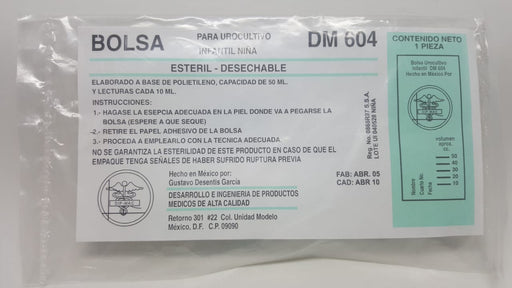 BOLSA
PARA UROCULTIVO
INFANTIL NIÑA
DM 604
ESTERIL - DESECHABLE
ELABORADO A BASE DE POLIETILENO, CAPACIDAD DE 50 ML.
Y LECTURAS CADA 10 ML.
INSTRUCCIONES:
1.- HAGASE LA ESEPCIA ADECUADA EN LA PIEL DONDE VA A PEGARSE LA
BOLSA (ESPERE A QUE SEQUE)
-2.- RETIRE EL PAPEL ADHESIVO DE LA BOLSA
3.- PROCEDA A EMPLEARLO CON LA TECNICA ADECUADA.
NO SE GARANTIZA LA ESTERILIDAD DE ESTE PRODUCTO EN CASO DE QUE EL
EMPAQUE TENGA SEÑALES DE HABER SUFRIDO RUPTURA PREVIA
Hecho en México por:
Gustavo Desentis García
DESARROLLO E INGENIERIA DE PRODUCTOS
MEDICOS DE ALTA CALIDAD
Retorno 301 #22 Col. Unidad Modelo
México, D.F. C.P. 09090
FAB: ABR. 05
CAD: ABR 10
S.S.A.
NIÑA
CONTENIDO NETO
1 PIEZA
Bolsa Urocultivo
Infantil DM 604
Hecho en México Por
volumen
aprox.
cc.
50
40
30
20
10
Nombre
Cuarto No.
Fecha